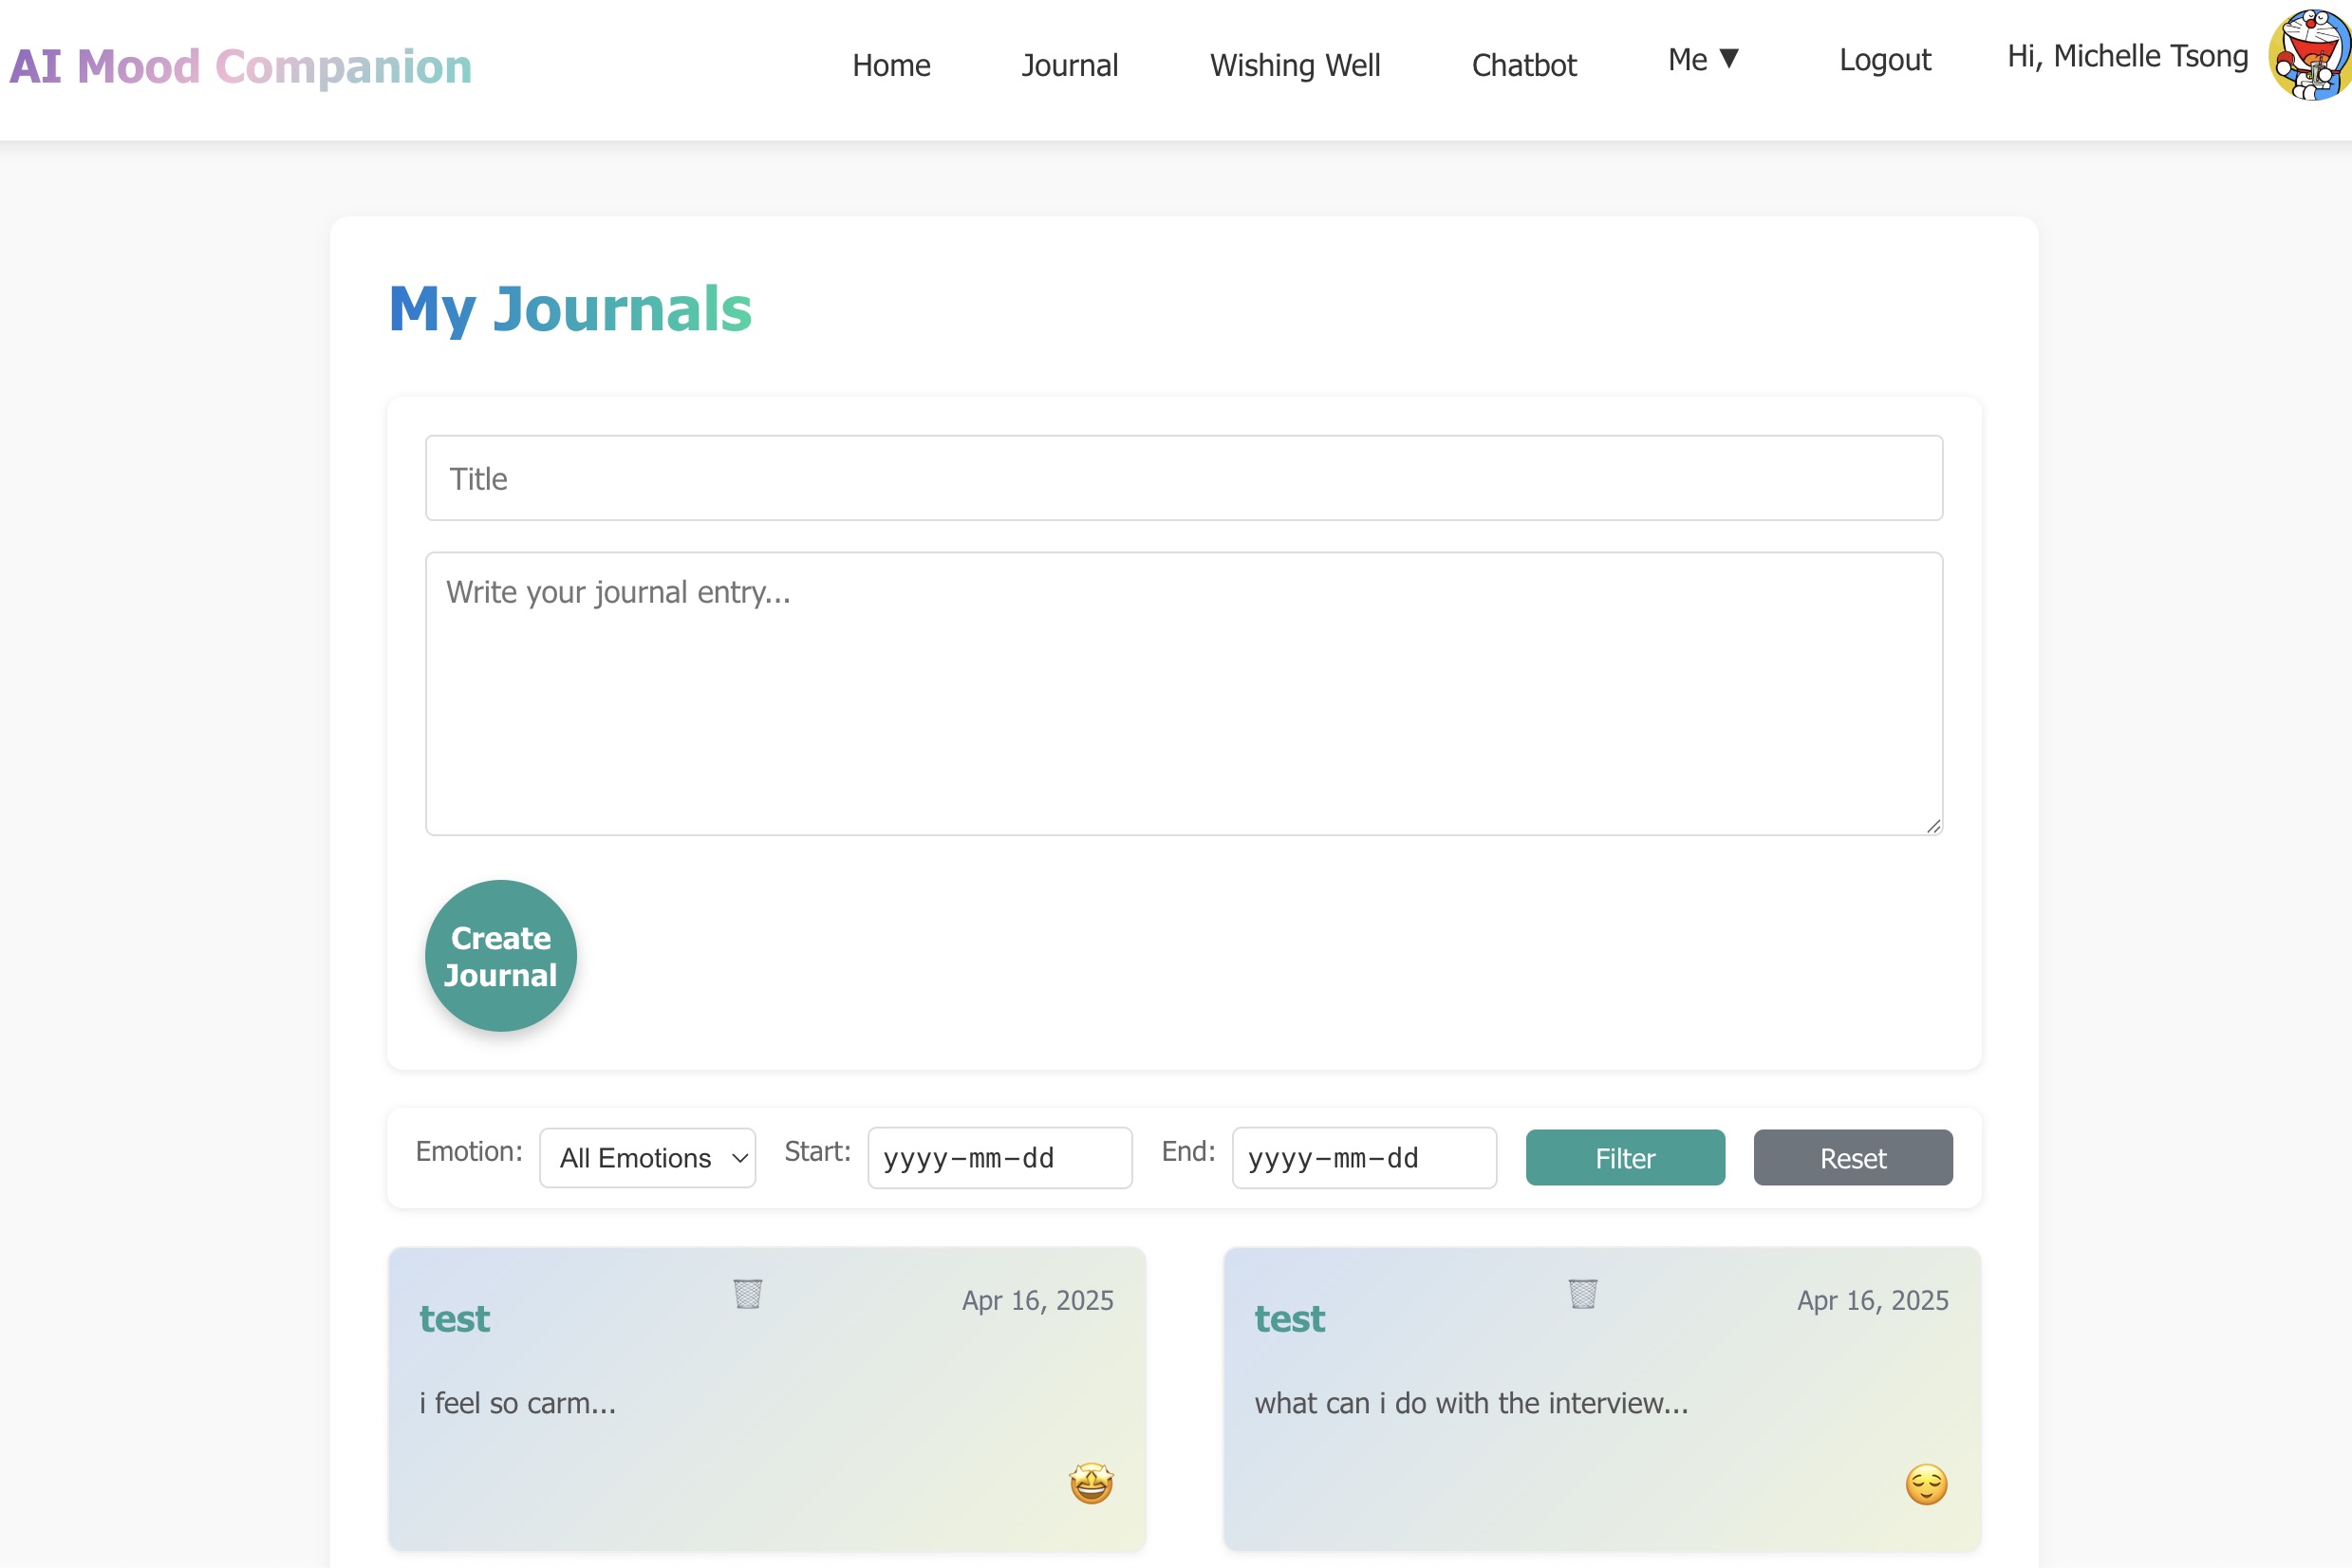 AI Mood Companion
Home
Journal
Wishing Well
Chatbot
Me ▼
Logout
Hi, Michelle Tsong
My Journals
Title
Write your journal entry...
Create
Journal
Emotion:
All Emotions
Start:
yyyy-mm-dd
End:
yyyy-mm-dd
Filter
Reset
test
Apr 16, 2025
i feel so carm...
test
Apr 16, 2025
what can i do with the interview...